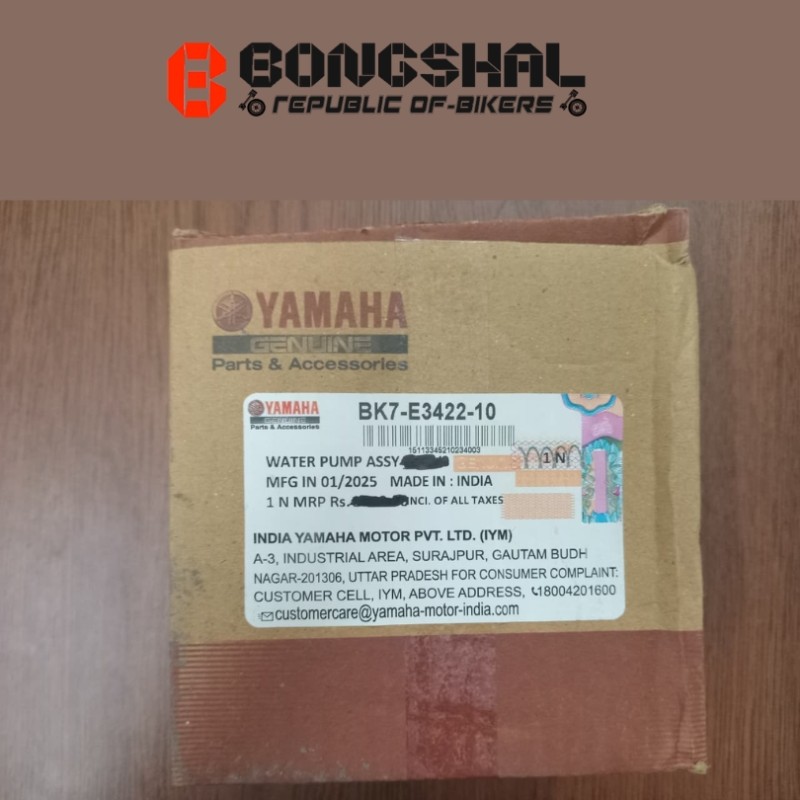 BONGSHAL
REPUBLIC OF-BIKERS
YAMAHA
GENUINE
Parts & Accessories
YAMAHA
GENUINE
Parts & Accessories
BK7-E3422-10
15113345210234003
WATER PUMP ASSY
1 N
MFG IN 01/2025 MADE IN : INDIA
1 N MRP Rs. INCl. OF ALL TAXES
INDIA YAMAHA MOTOR PVT. LTD. (IYM)
A-3, INDUSTRIAL AREA, SURAJPUR, GAUTAM BUDH
NAGAR-201306, UTTAR PRADESH FOR CONSUMER COMPLAINT:
CUSTOMER CELL, IYM, ABOVE ADDRESS, 18004201600
customercare@yamaha-motor-india.com